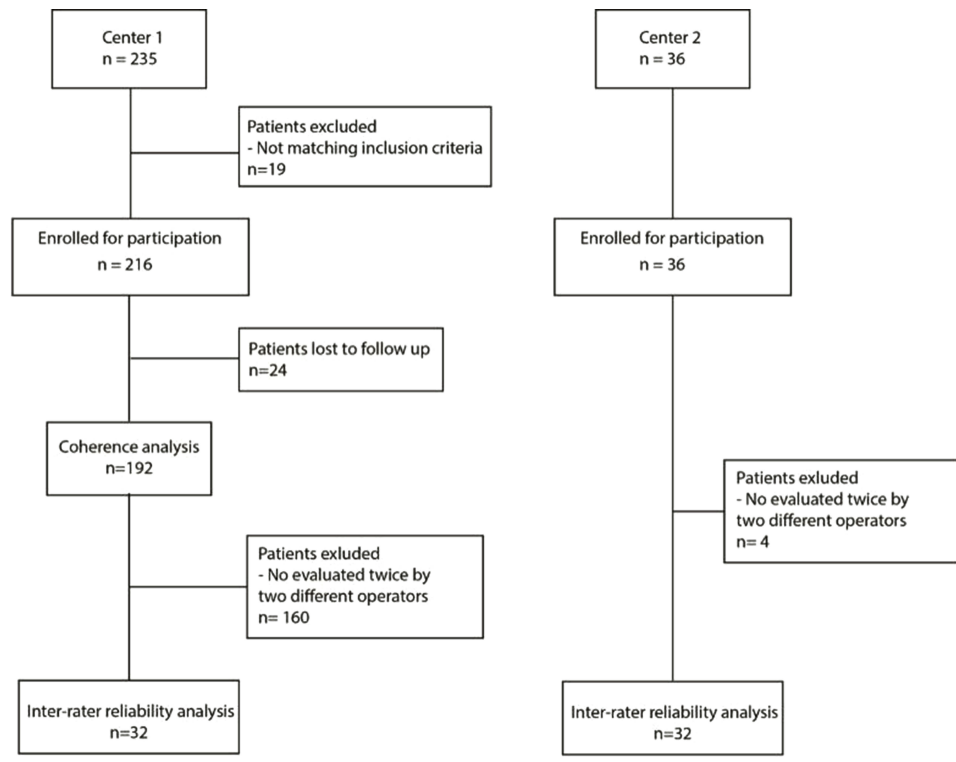 Center 1
n = 235
Patients excluded
- Not matching inclusion criteria
n=19
Enrolled for participation
n = 216
Patients lost to follow up
n=24
Coherence analysis
n=192
Patients exluded
- No evaluated twice by
two different operators
n= 160
Inter-rater reliability analysis
n=32
Center 2
n = 36
Enrolled for participation
n = 36
Patients exluded
- No evaluated twice by
two different operators
n= 4
Inter-rater reliability analysis
n=32